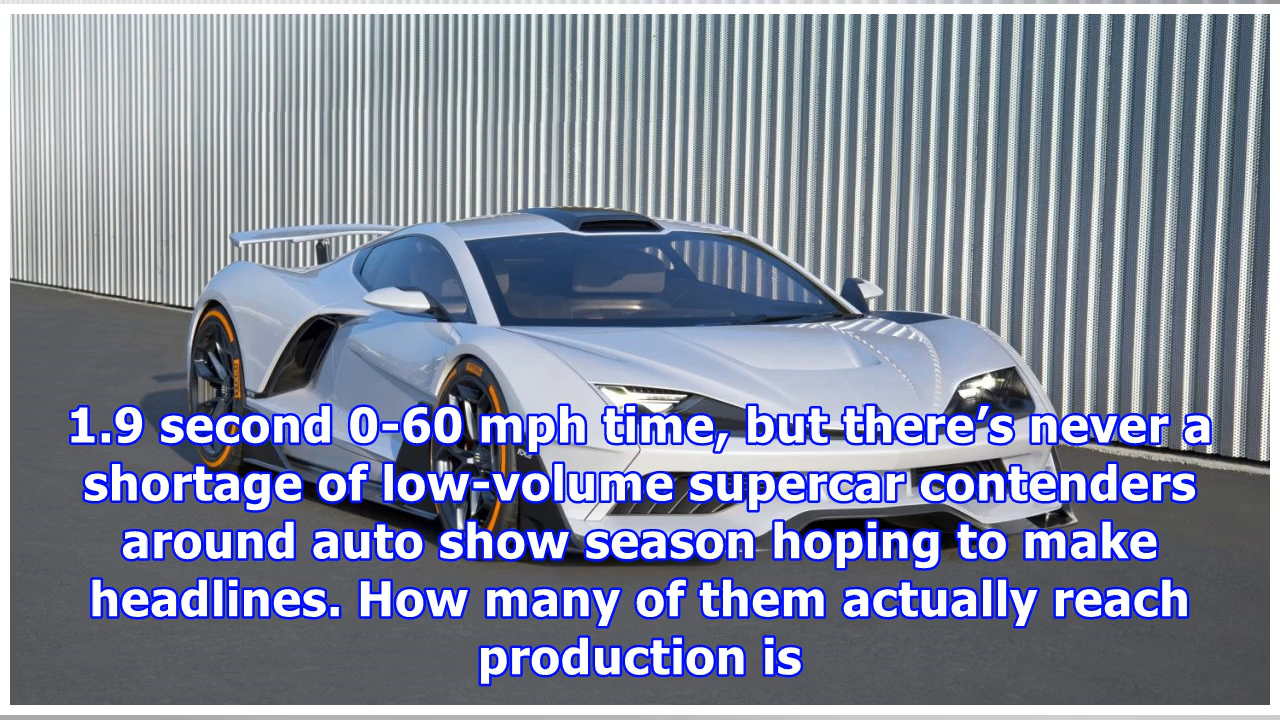 1.9 second 0-60 mph time, but there’s never a
shortage of low-volume supercar contenders
around auto show season hoping to make
headlines. How many of them actually reach
production is